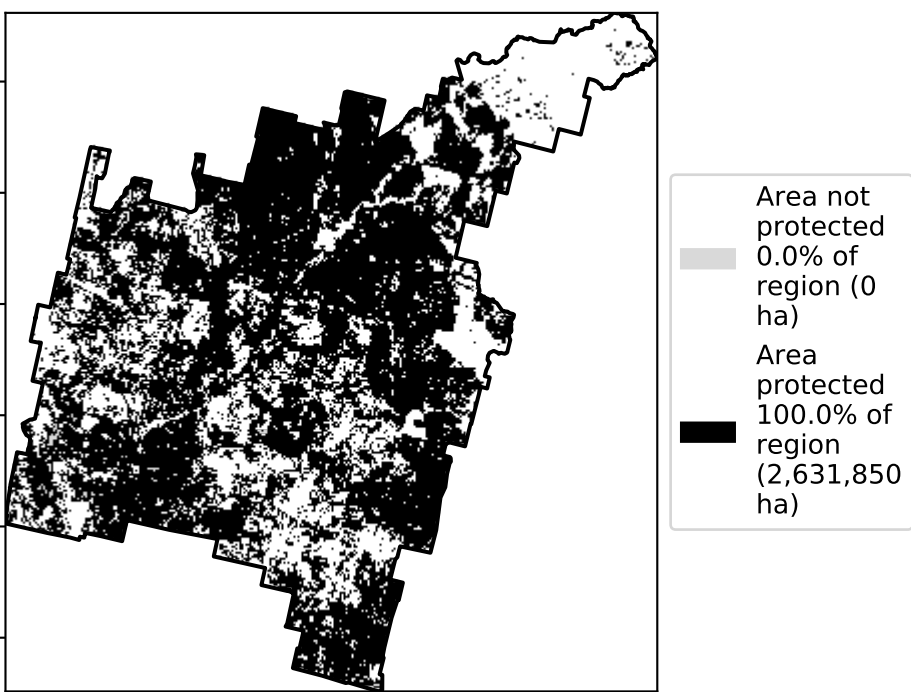 Area not
protected
0.0% of
region (0
ha)
Area
protected
100.0% of
region
(2,631,850
ha)